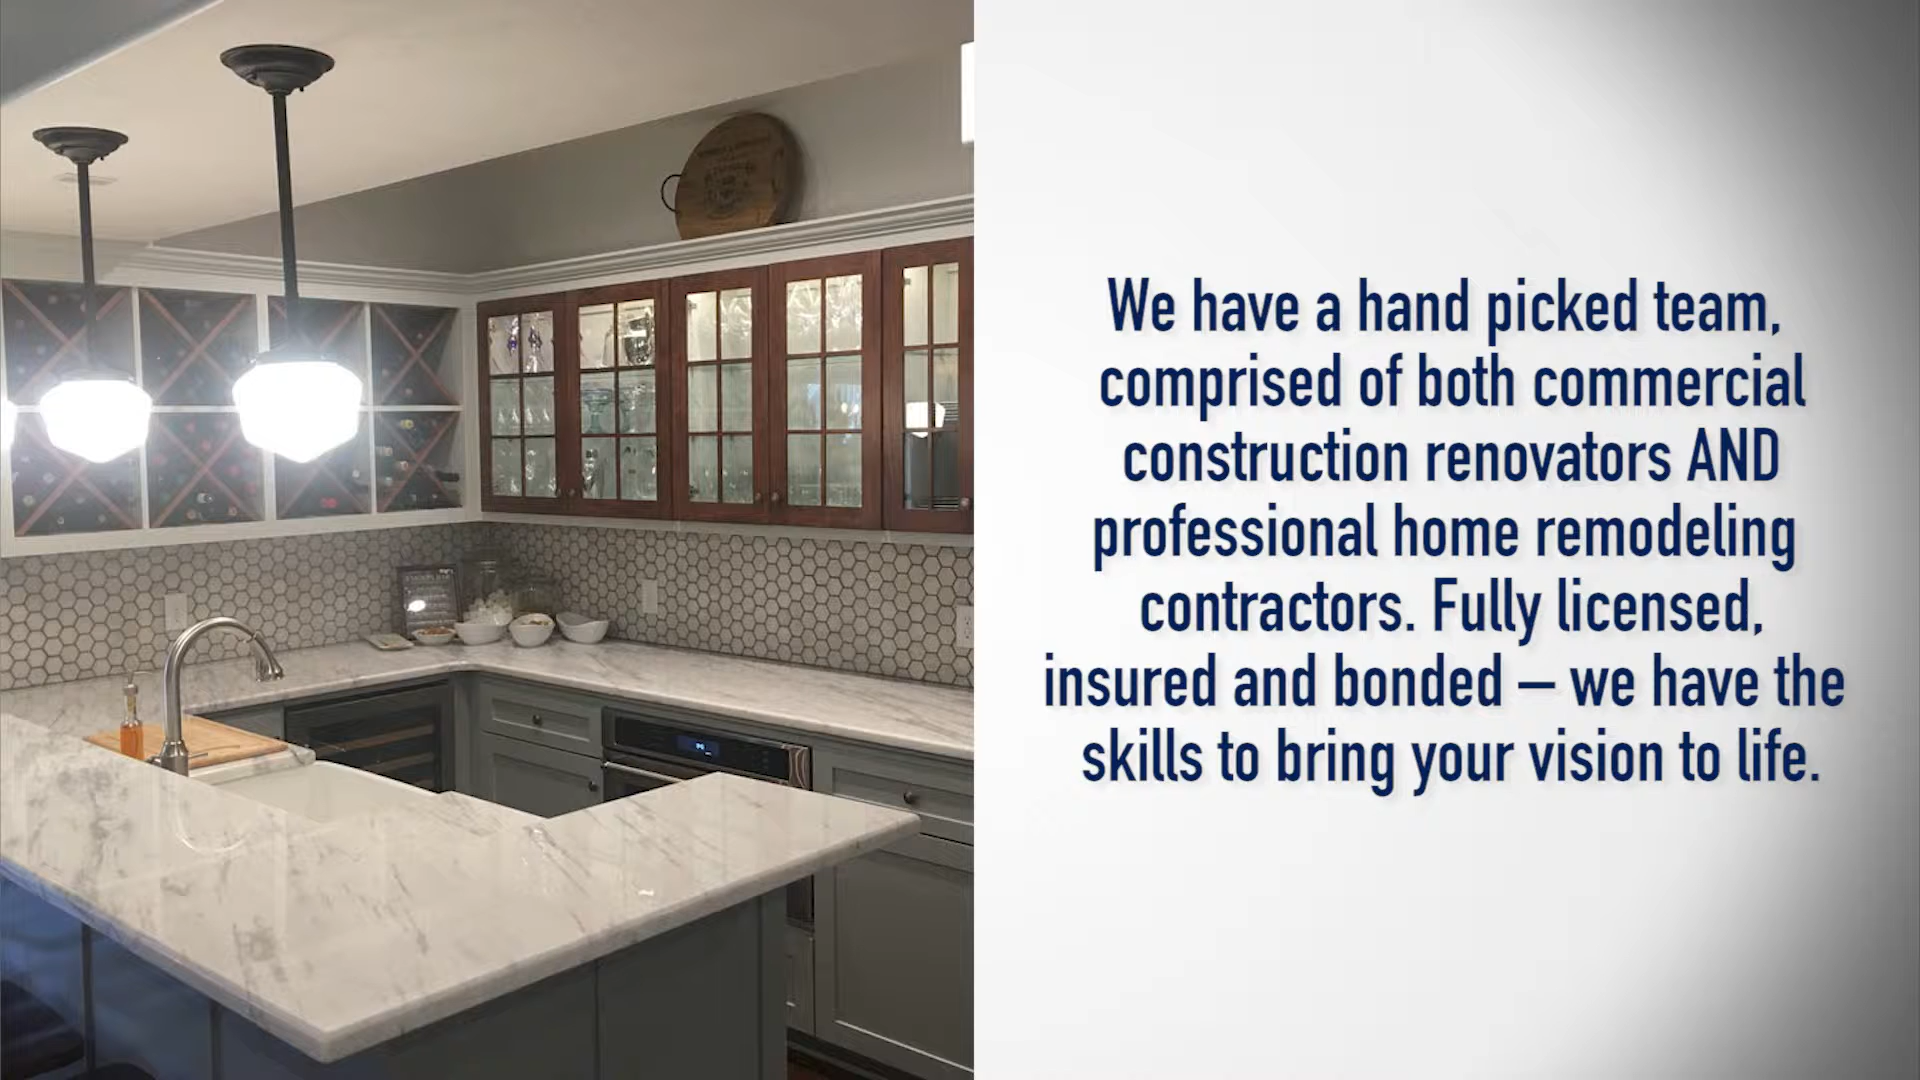 We have a hand picked team,
comprised of both commercial
construction renovators AND
professional home remodeling
contractors. Fully licensed,
insured and bonded – we have the
skills to bring your vision to life.